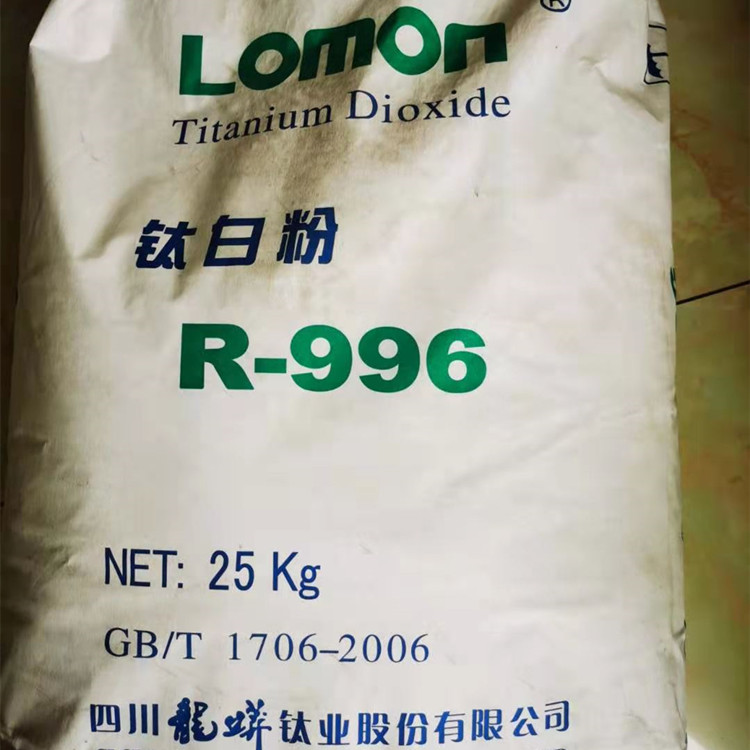 Lomon®
Titanium Dioxide
钛白粉
R-996
NET: 25 Kg
GB/T 1706-2006
四川龍蟒钛业股份有限公司